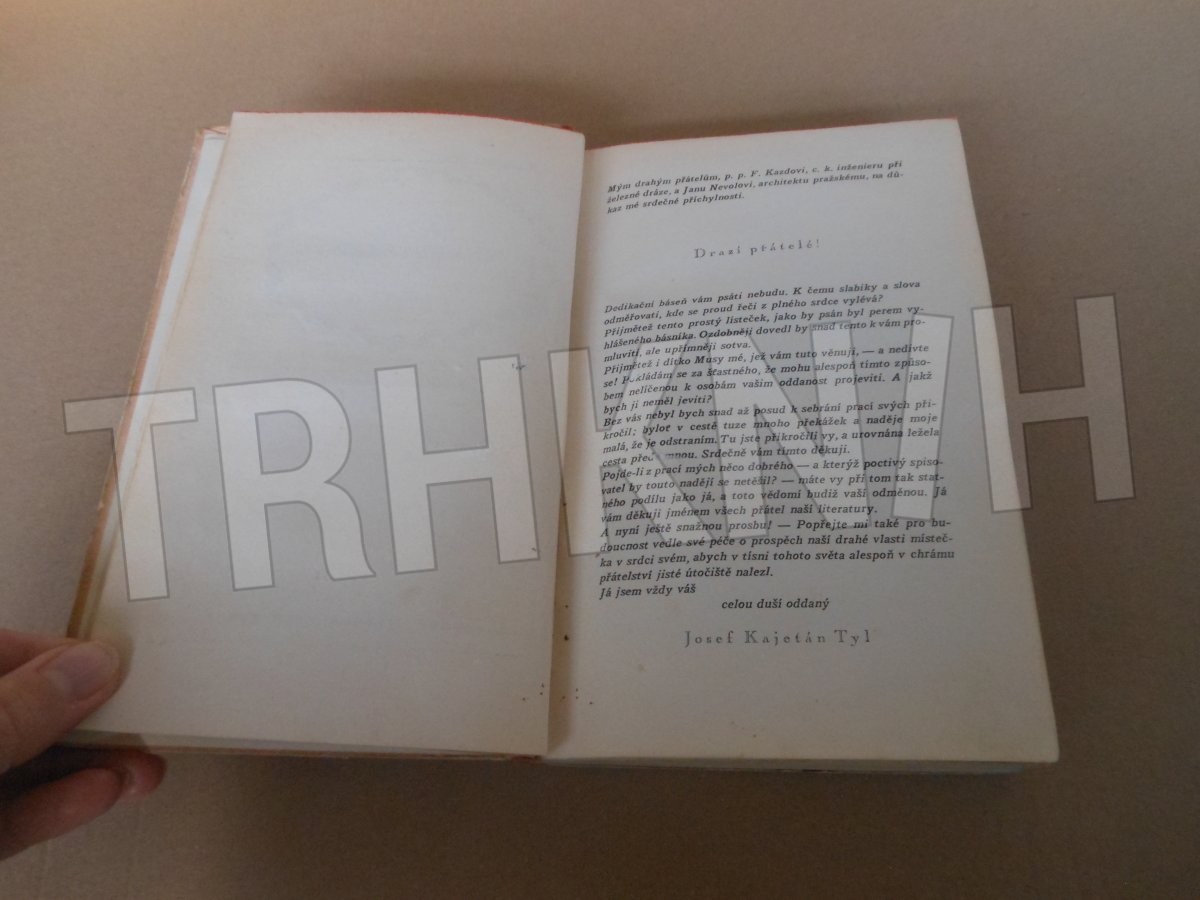 Mým drahým přátelům, p. p. F. Kazdovi, c. k. inženieru při
železné dráze, a Janu Nevolovi, architektu pražskému, na dů-
kaz mé srdečné přichylnosti.
Drazí přátelé!
Dedikační báseň vám psáti nebudu. K čemu slabiky a slova
odměřovati, kde se proud řeči z plného srdce vylévá?
Přijmětež tento prostý lísteček, jako by psán byl perem vy-
hlášeného básníka. Ozdobněji dovedl by snad tento k vám pro-
mluviti, ale upřímněji sotva.
Přijmětež i dítko Musy mé, jež vám tuto věnuji, — a nedivte
se! Pokládám se za šťastného, že mohu alespoň tímto způso-
bem nelíčenou k osobám vašim oddanost projeviti. A jakž
bych ji neměl jeviti?
Bez vás nebyl bych snad až posud k sebrání prací svých při-
kročil; byloť v cestě tuze mnoho překážek a naděje moje
malá, že je odstraním. Tu jste přikročili vy, a urovnána ležela
cesta přede mnou. Srdečně vám tímto děkuji.
Pojde-li z prací mých něco dobrého — a kterýž poctivý spiso-
vatel by touto nadějí se netěšil? — máte vy při tom tak stat-
ného podílu jako já, a toto vědomí budiž vaší odměnou. Já
vám děkuji jménem všech přátel naší literatury.
A nyní ještě snažnou prosbu! — Popřejte mi také pro bu-
doucnost vedle své péče o prospěch naší drahé vlasti místeč-
ka v srdci svém, abych v tísni tohoto světa alespoň v chrámu
přátelství jisté útočiště nalezl.
Já jsem vždy váš
celou duší oddaný
Josef Kajetán Tyl
TRHKNIH